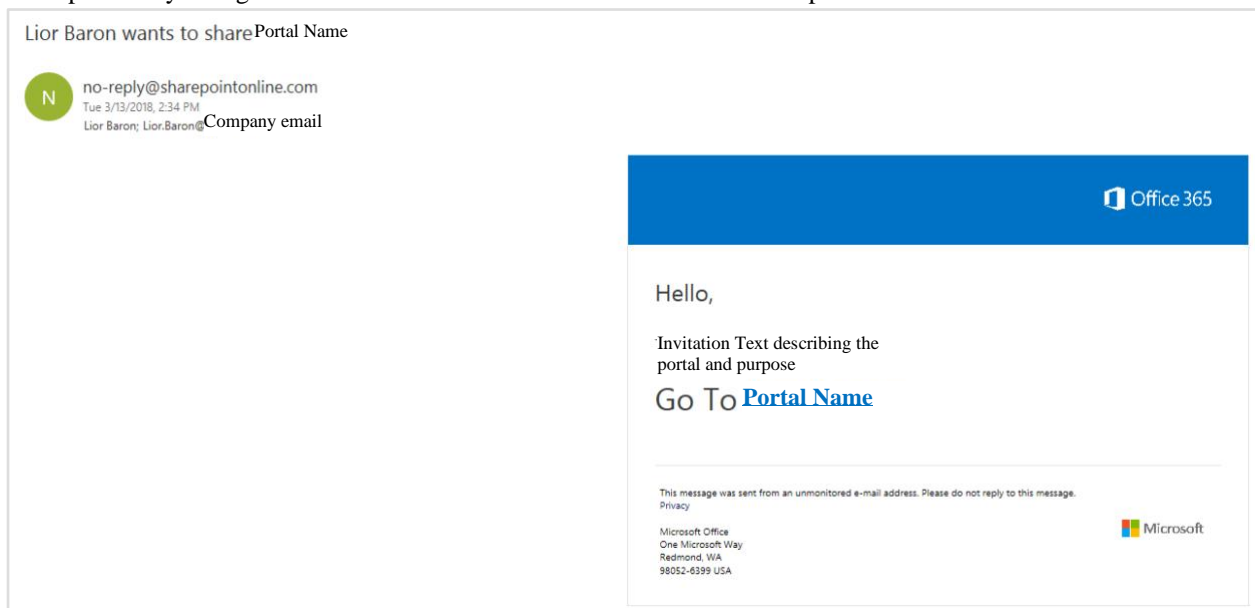 Lior Baron wants to share Portal Name
N
no-reply@sharepointonline.com
Tue 3/13/2018, 2:34 PM
Lior Baron; Lior.Baron@Company email
Office 365
Hello,
Invitation Text describing the
portal and purpose
Go To Portal Name
This message was sent from an unmonitored e-mail address. Please do not reply to this message.
Privacy
Microsoft Office
One Microsoft Way
Redmond, WA
98052-6399 USA
Microsoft